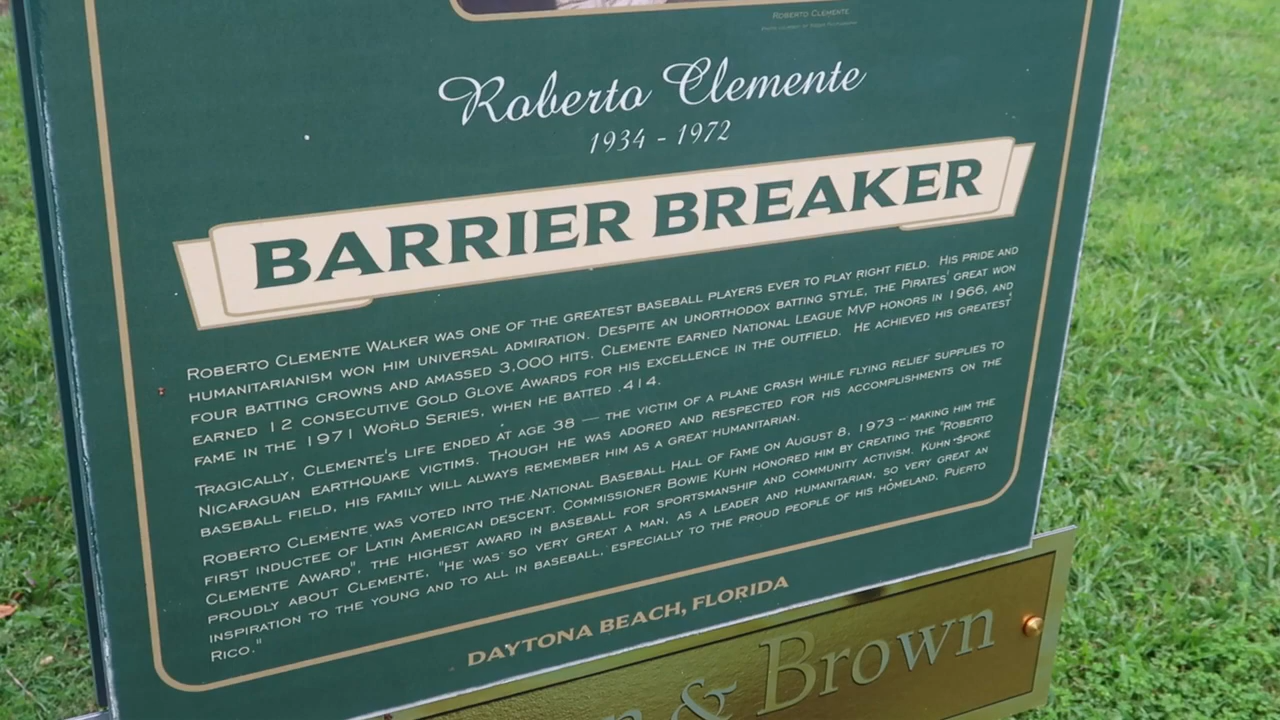 ROBERTO CLEMENTE
Roberto Clemente
1934 - 1972
BARRIER BREAKER
ROBERTO CLEMENTE WALKER WAS ONE OF THE GREATEST BASEBALL PLAYERS EVER TO PLAY RIGHT FIELD. HIS PRIDE AND
HUMANITARIANISM WON HIM UNIVERSAL ADMIRATION. DESPITE AN UNORTHODOX BATTING STYLE, THE PIRATES' GREAT WON
FOUR BATTING CROWNS AND AMASSED 3,000 HITS. CLEMENTE EARNED NATIONAL LEAGUE MVP HONORS IN 1966, AND
EARNED 12 CONSECUTIVE GOLD GLOVE AWARDS FOR HIS EXCELLENCE IN THE OUTFIELD. HE ACHIEVED HIS GREATEST
FAME IN THE 1971 WORLD SERIES, WHEN HE BATTED .414.
TRAGICALLY, CLEMENTE'S LIFE ENDED AT AGE 38 — THE VICTIM OF A PLANE CRASH WHILE FLYING RELIEF SUPPLIES TO
NICARAGUAN EARTHQUAKE VICTIMS. THOUGH HE WAS ADORED AND RESPECTED FOR HIS ACCOMPLISHMENTS ON THE
BASEBALL FIELD, HIS FAMILY WILL ALWAYS REMEMBER HIM AS A GREAT HUMANITARIAN.
ROBERTO CLEMENTE WAS VOTED INTO THE NATIONAL BASEBALL HALL OF FAME ON AUGUST 8, 1973 – MAKING HIM THE
FIRST INDUCTEE OF LATIN AMERICAN DESCENT. COMMISSIONER BOWIE KUHN HONORED HIM BY CREATING THE "ROBERTO
CLEMENTE AWARD", THE HIGHEST AWARD IN BASEBALL FOR SPORTSMANSHIP AND COMMUNITY ACTIVISM. KUHN SPOKE
PROUDLY ABOUT CLEMENTE, "HE WAS SO VERY GREAT A MAN, AS A LEADER AND HUMANITARIAN, SO VERY GREAT AN
INSPIRATION TO THE YOUNG AND TO ALL IN BASEBALL, ESPECIALLY TO THE PROUD PEOPLE OF HIS HOMELAND, PUERTO
RICO."
DAYTONA BEACH, FLORIDA
& Brown